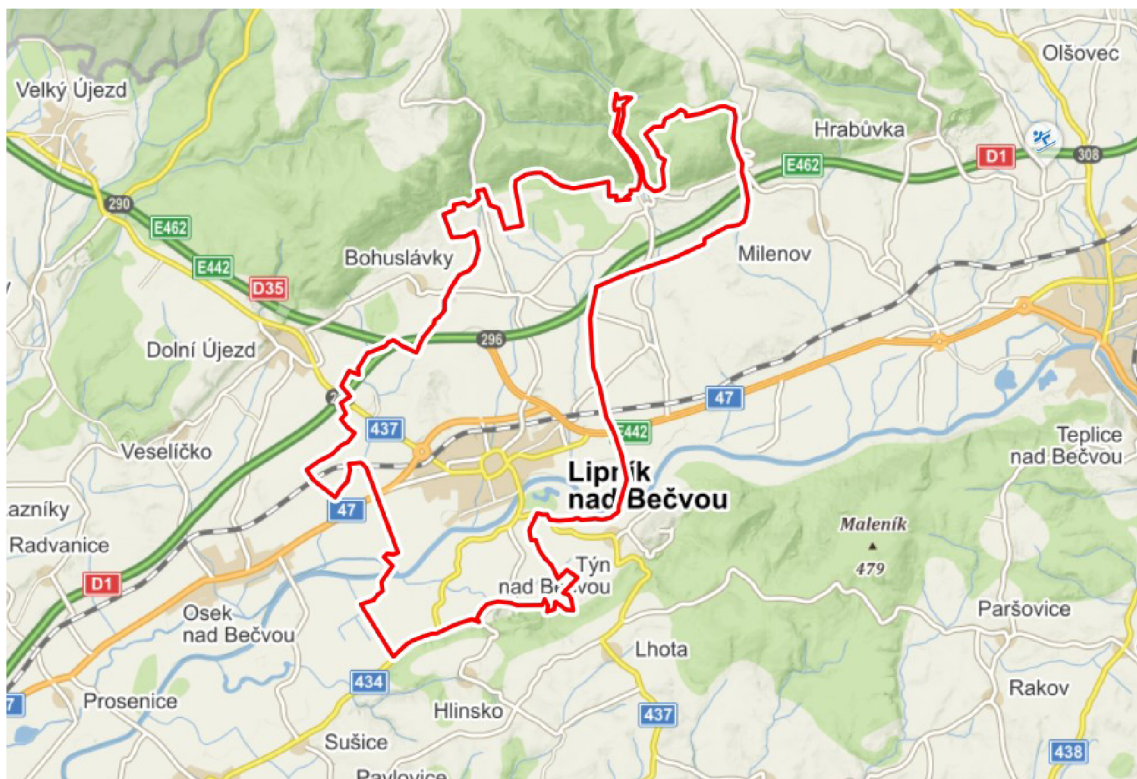 Olšovec
Velký Újezd
Hrabůvka
D1
308
E462
290
E462
E442
D35
Bohuslávky
Milenov
296
Dolní Újezd
47
437
E442
Veselíčko
Teplice
nad Bečvou
Lipník
nad Bečvou
47
Maleník
479
Radvanice
Týn
nad Bečvou
D1
Osek
nad Bečvou
Paršovice
Lhota
434
Prosenice
Hlinsko
437
Rakov
Sušice
438
Pavlovice